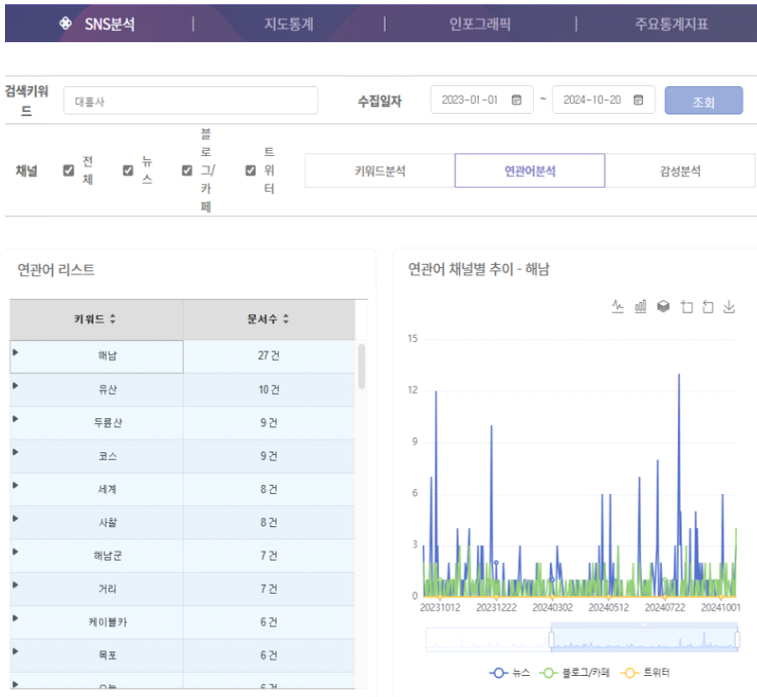 SNS분석 | 지도통계 | 인포그래픽 | 주요통계지표
검색키워드
대흥사
수집일자
2023-01-01 ~ 2024-10-20
조회
채널
전체
뉴스
블로그/카페
트위터
키워드분석
연관어분석
감성분석
연관어 리스트
키워드 문서수
해남 27 건
유산 10 건
두륜산 9 건
코스 9 건
세계 8 건
사찰 8 건
해남군 7 건
거리 7 건
케이블카 6 건
목포 6 건
연관어 채널별 추이 - 해남
15
12
9
6
3
0
20231012 20231222 20240302 20240512 20240722 20241001
뉴스 블로그/카페 트위터